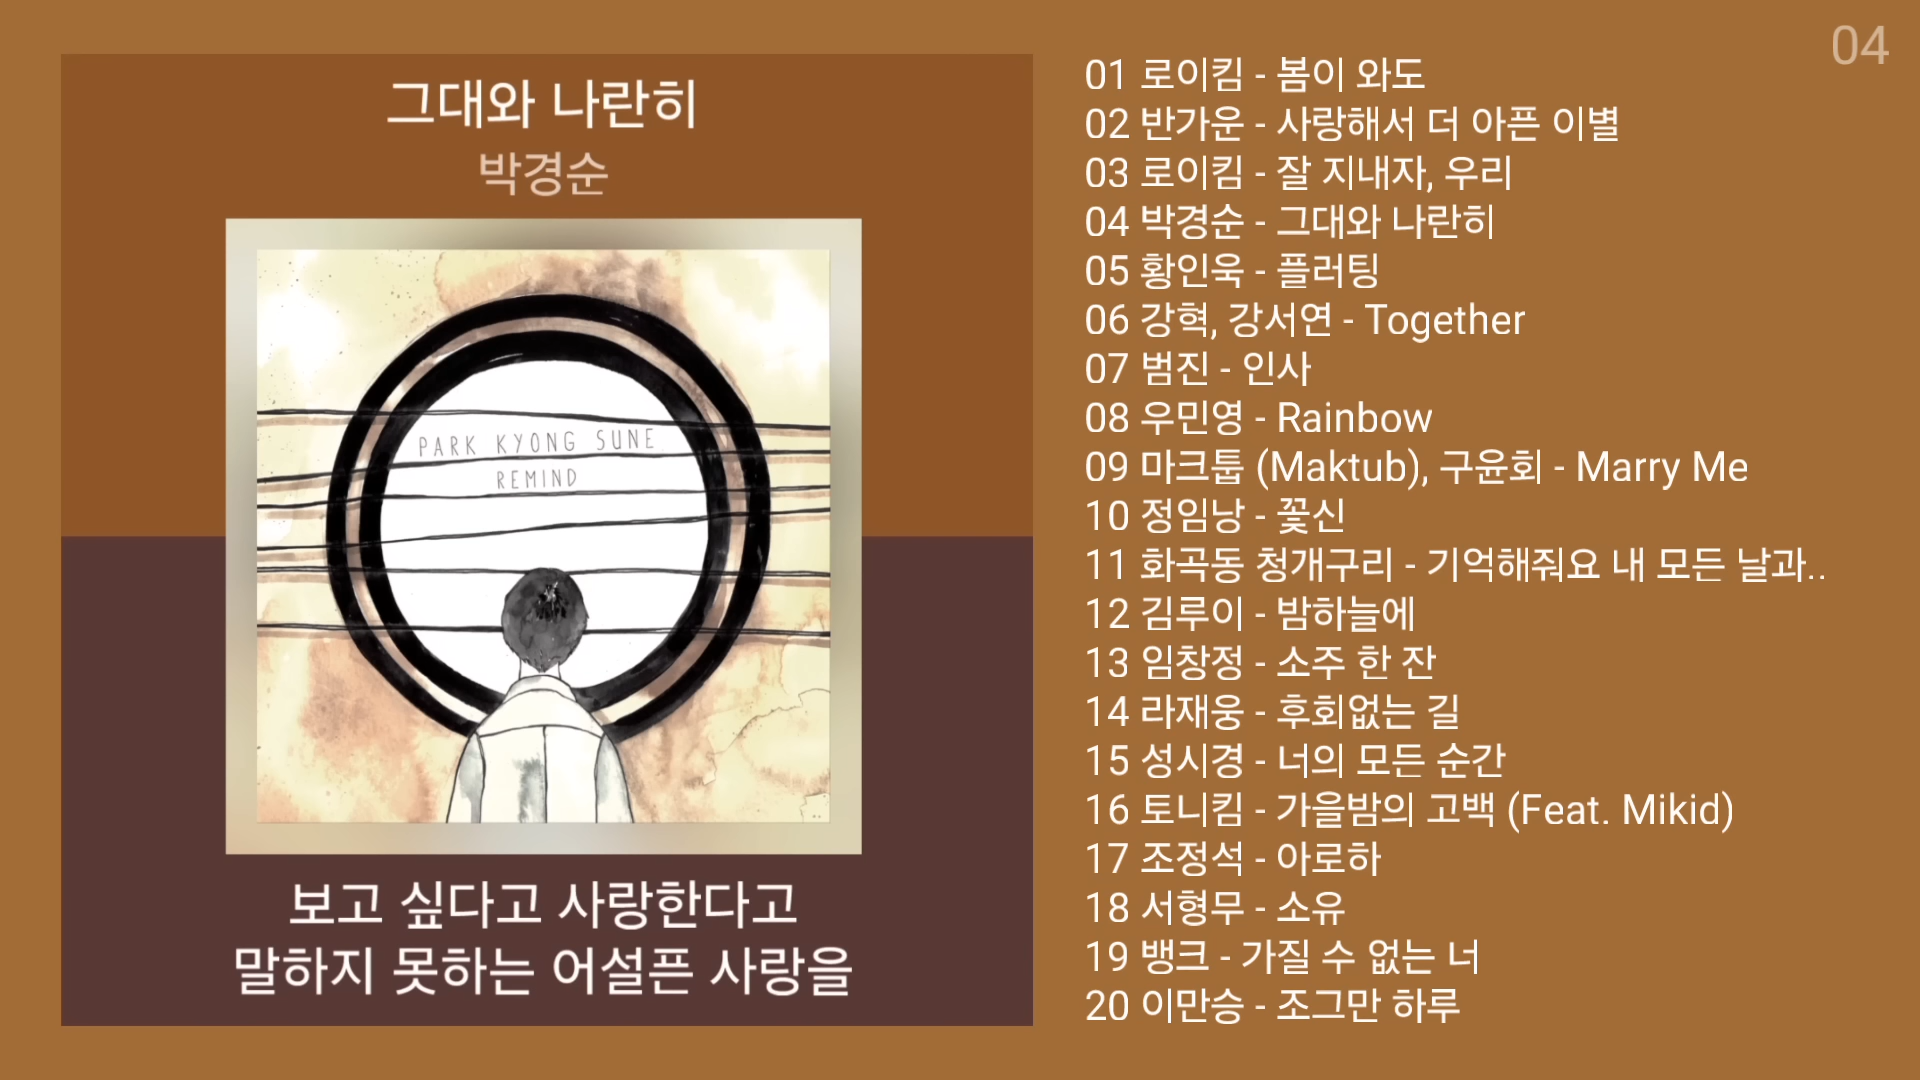 04
그대와 나란히
박경순
PARK KYONG SUNE
REMIND
보고 싶다고 사랑한다고
말하지 못하는 어설픈 사랑을
01 로이킴 - 봄이 와도
02 반가운 - 사랑해서 더 아픈 이별
03 로이킴 - 잘 지내자, 우리
04 박경순 - 그대와 나란히
05 황인욱 - 플러팅
06 강혁, 강서연 - Together
07 범진 - 인사
08 우민영 - Rainbow
09 마크툽 (Maktub), 구윤회 - Marry Me
10 정임낭 - 꽃신
11 화곡동 청개구리 - 기억해줘요 내 모든 날과..
12 김루이 - 밤하늘에
13 임창정 - 소주 한 잔
14 라재웅 - 후회없는 길
15 성시경 - 너의 모든 순간
16 토니킴 - 가을밤의 고백 (Feat. Mikid)
17 조정석 - 아로하
18 서형무 - 소유
19 뱅크 - 가질 수 없는 너
20 이만승 - 조그만 하루